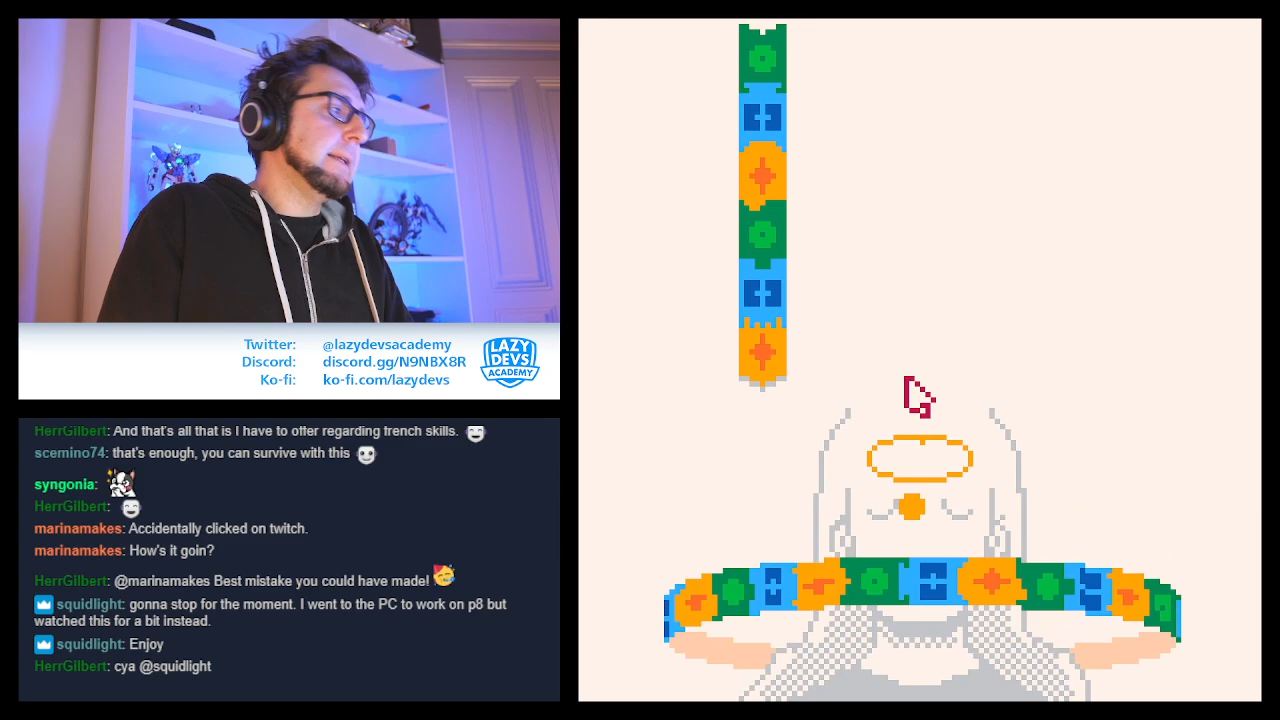 Twitter: @lazydevsacademy
Discord: discord.gg/N9NBX8R
Ko-fi: ko-fi.com/lazydevs
LAZY
DEVS
ACADEMY
HerrGilbert: And that's all that is I have to offer regarding trench skills.
scemino74: that's enough, you can survive with this
syngonia:
HerrGilbert:
marinamakes: Accidentally clicked on twitch.
marinamakes: How's it goin?
HerrGilbert: @marinamakes Best mistake you could have made!
squidlight: gonna stop for the moment. I went to the PC to work on p8 but
watched this for a bit instead.
squidlight: Enjoy
HerrGilbert: cya @squidlight